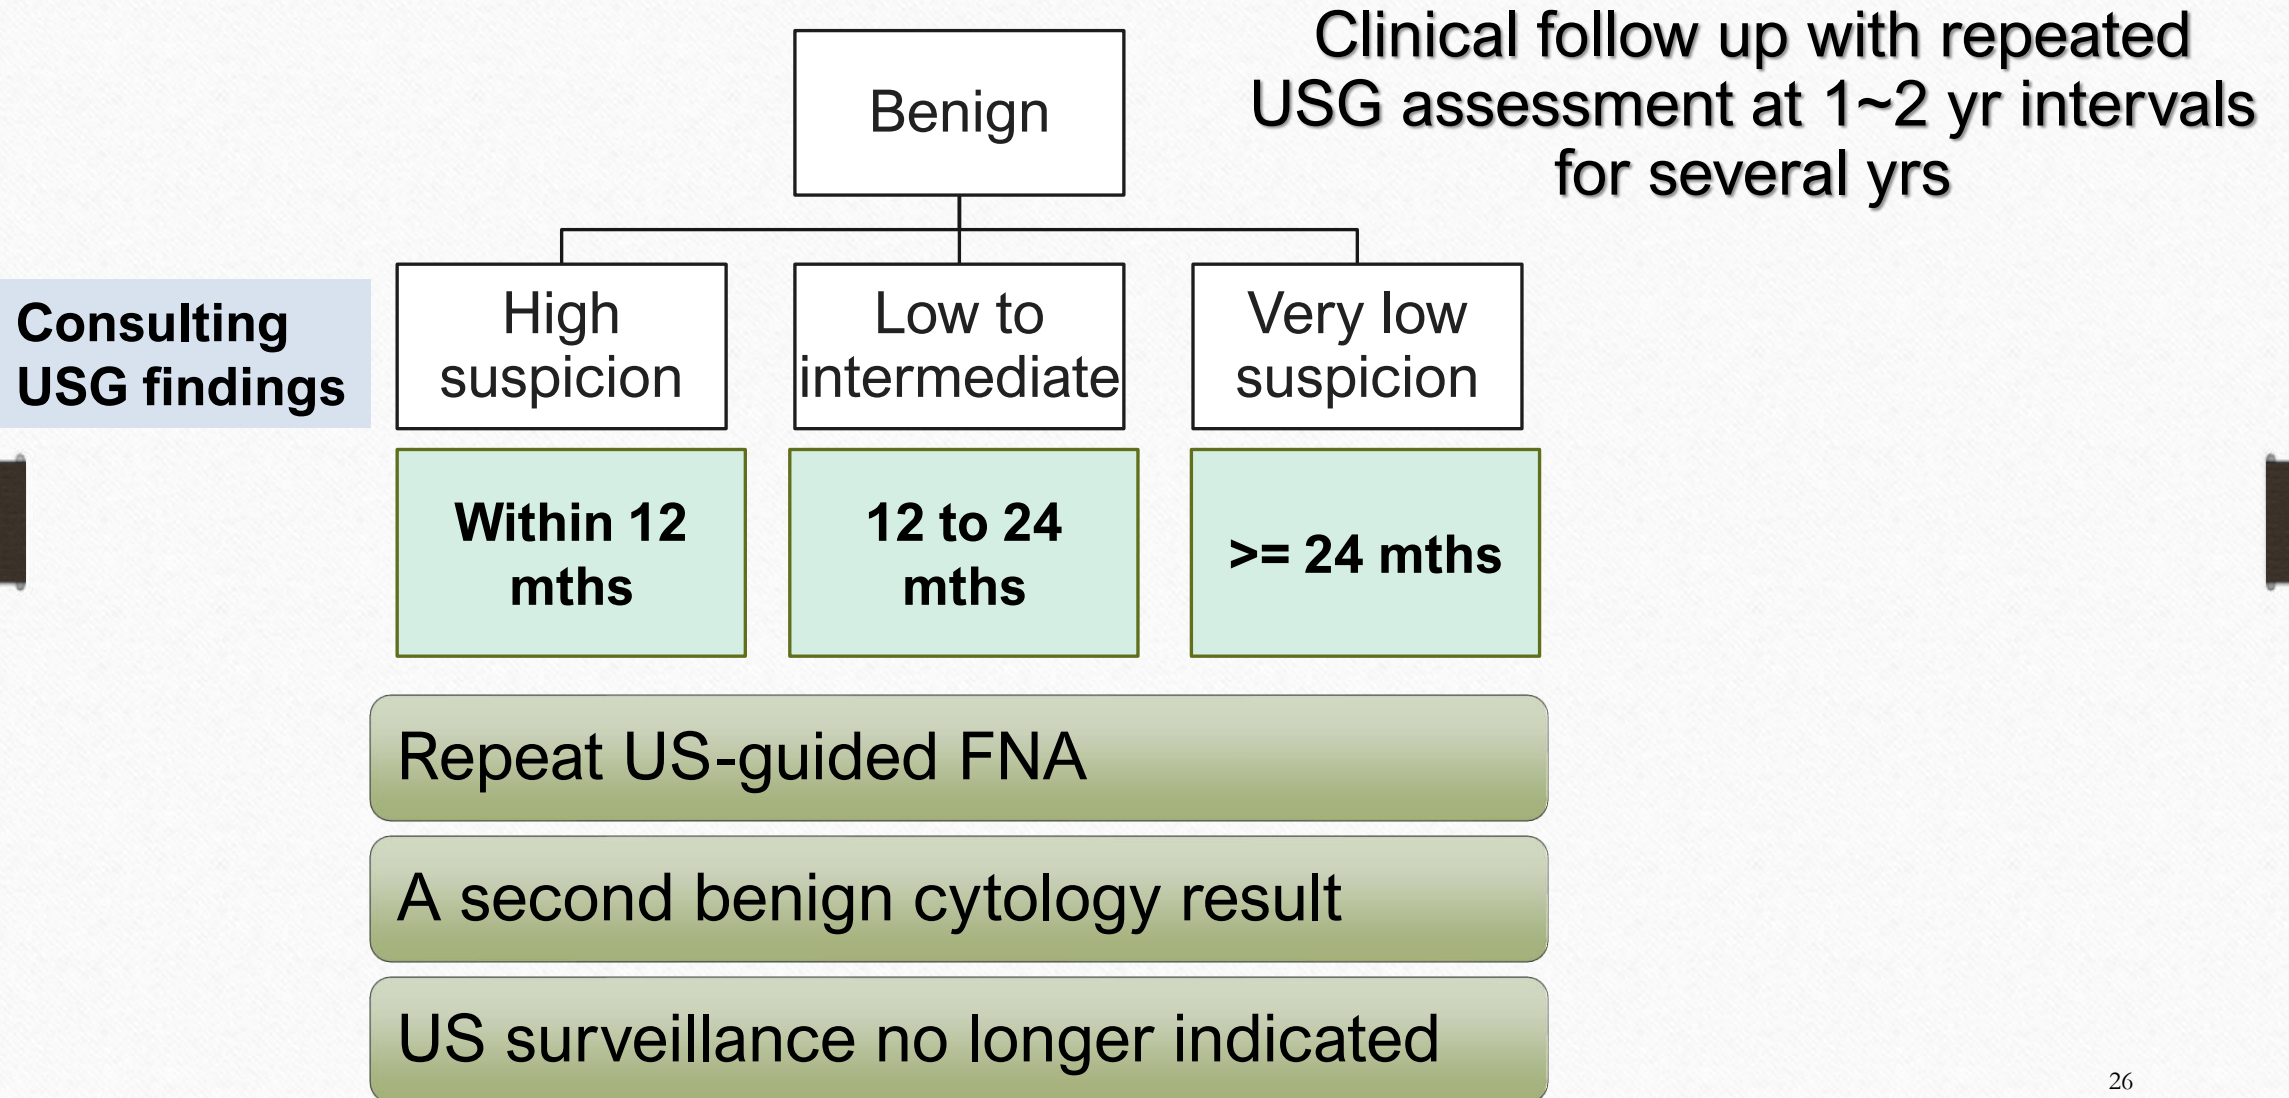 Clinical follow up with repeated
USG assessment at 1~2 yr intervals
for several yrs
Benign
Consulting
USG findings
High
suspicion
Low to
intermediate
Very low
suspicion
Within 12
mths
12 to 24
mths
>= 24 mths
Repeat US-guided FNA
A second benign cytology result
US surveillance no longer indicated
26